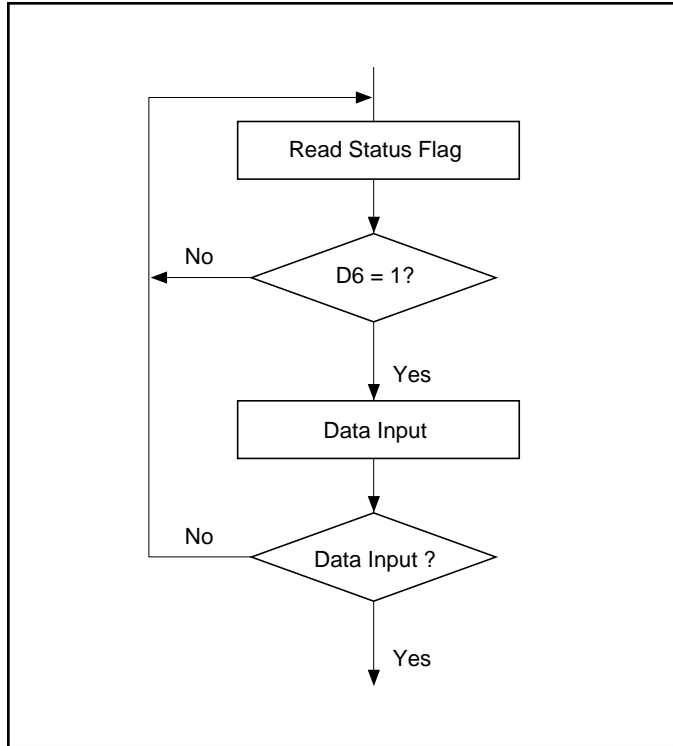 Read Status Flag
No
D6 = 1?
Yes
Data Input
No
Data Input ?
Yes